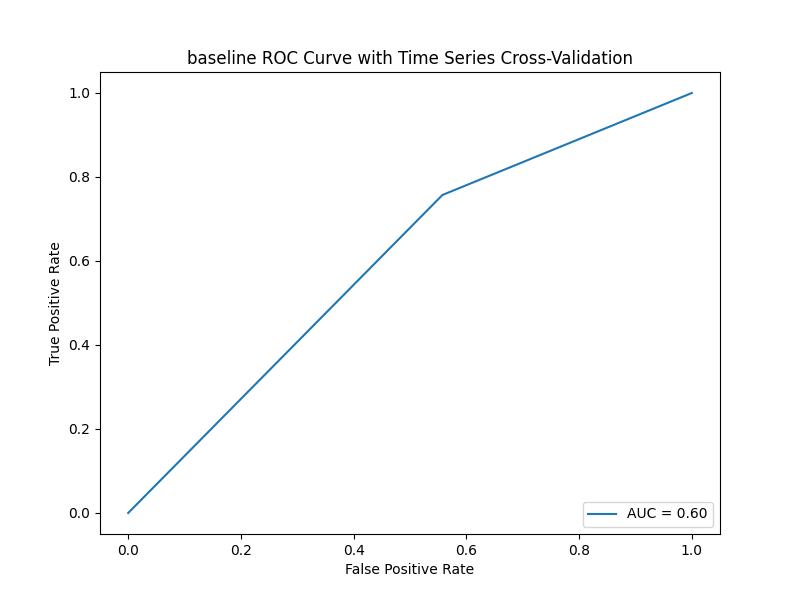 baseline ROC Curve with Time Series Cross-Validation
1.0
0.8
0.6
0.4
0.2
0.0
True Positive Rate
0.0 0.2 0.4 0.6 0.8 1.0
False Positive Rate
AUC = 0.60